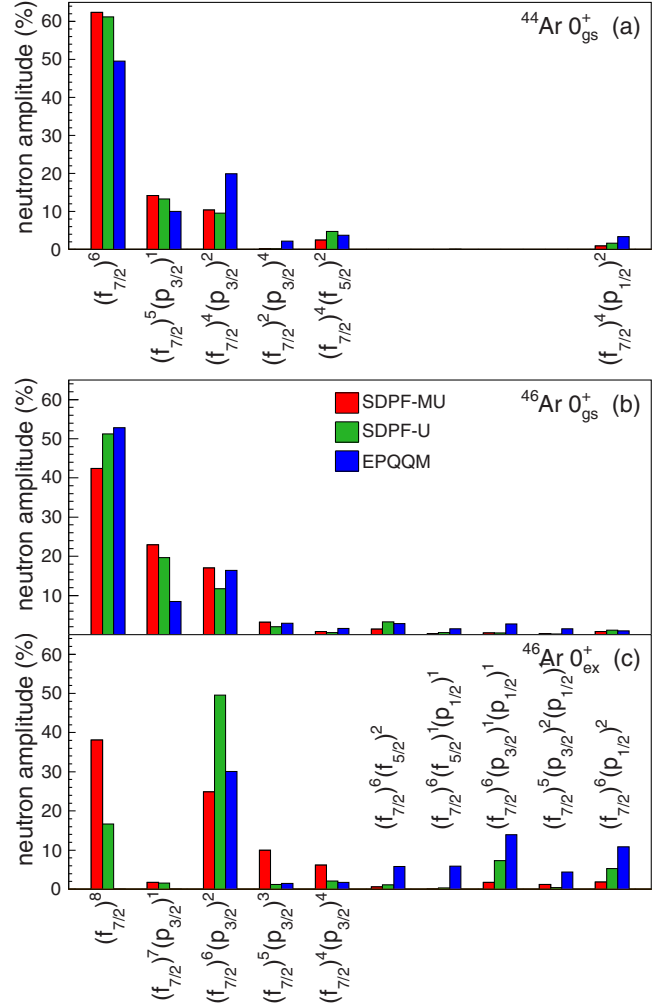 neutron amplitude (%)
60
50
40
30
20
10
0
⁴⁴Ar 0⁺gs (a)
(f7/2)⁶
(f7/2)⁵(p3/2)¹
(f7/2)⁴(p3/2)²
(f7/2)²(p3/2)⁴
(f7/2)⁴(f5/2)²
(f7/2)⁴(p1/2)²
neutron amplitude (%)
60
50
40
30
20
10
⁴⁶Ar 0⁺gs (b)
SDPF-MU
SDPF-U
EPQQM
neutron amplitude (%)
60
50
40
30
20
10
0
⁴⁶Ar 0⁺ex (c)
(f7/2)⁶(f5/2)²
(f7/2)⁶(f5/2)¹(p1/2)¹
(f7/2)⁶(p3/2)¹(p1/2)¹
(f7/2)⁵(p3/2)²(p1/2)¹
(f7/2)⁶(p1/2)²
(f7/2)⁸
(f7/2)⁷(p3/2)¹
(f7/2)⁶(p3/2)²
(f7/2)⁵(p3/2)³
(f7/2)⁴(p3/2)⁴